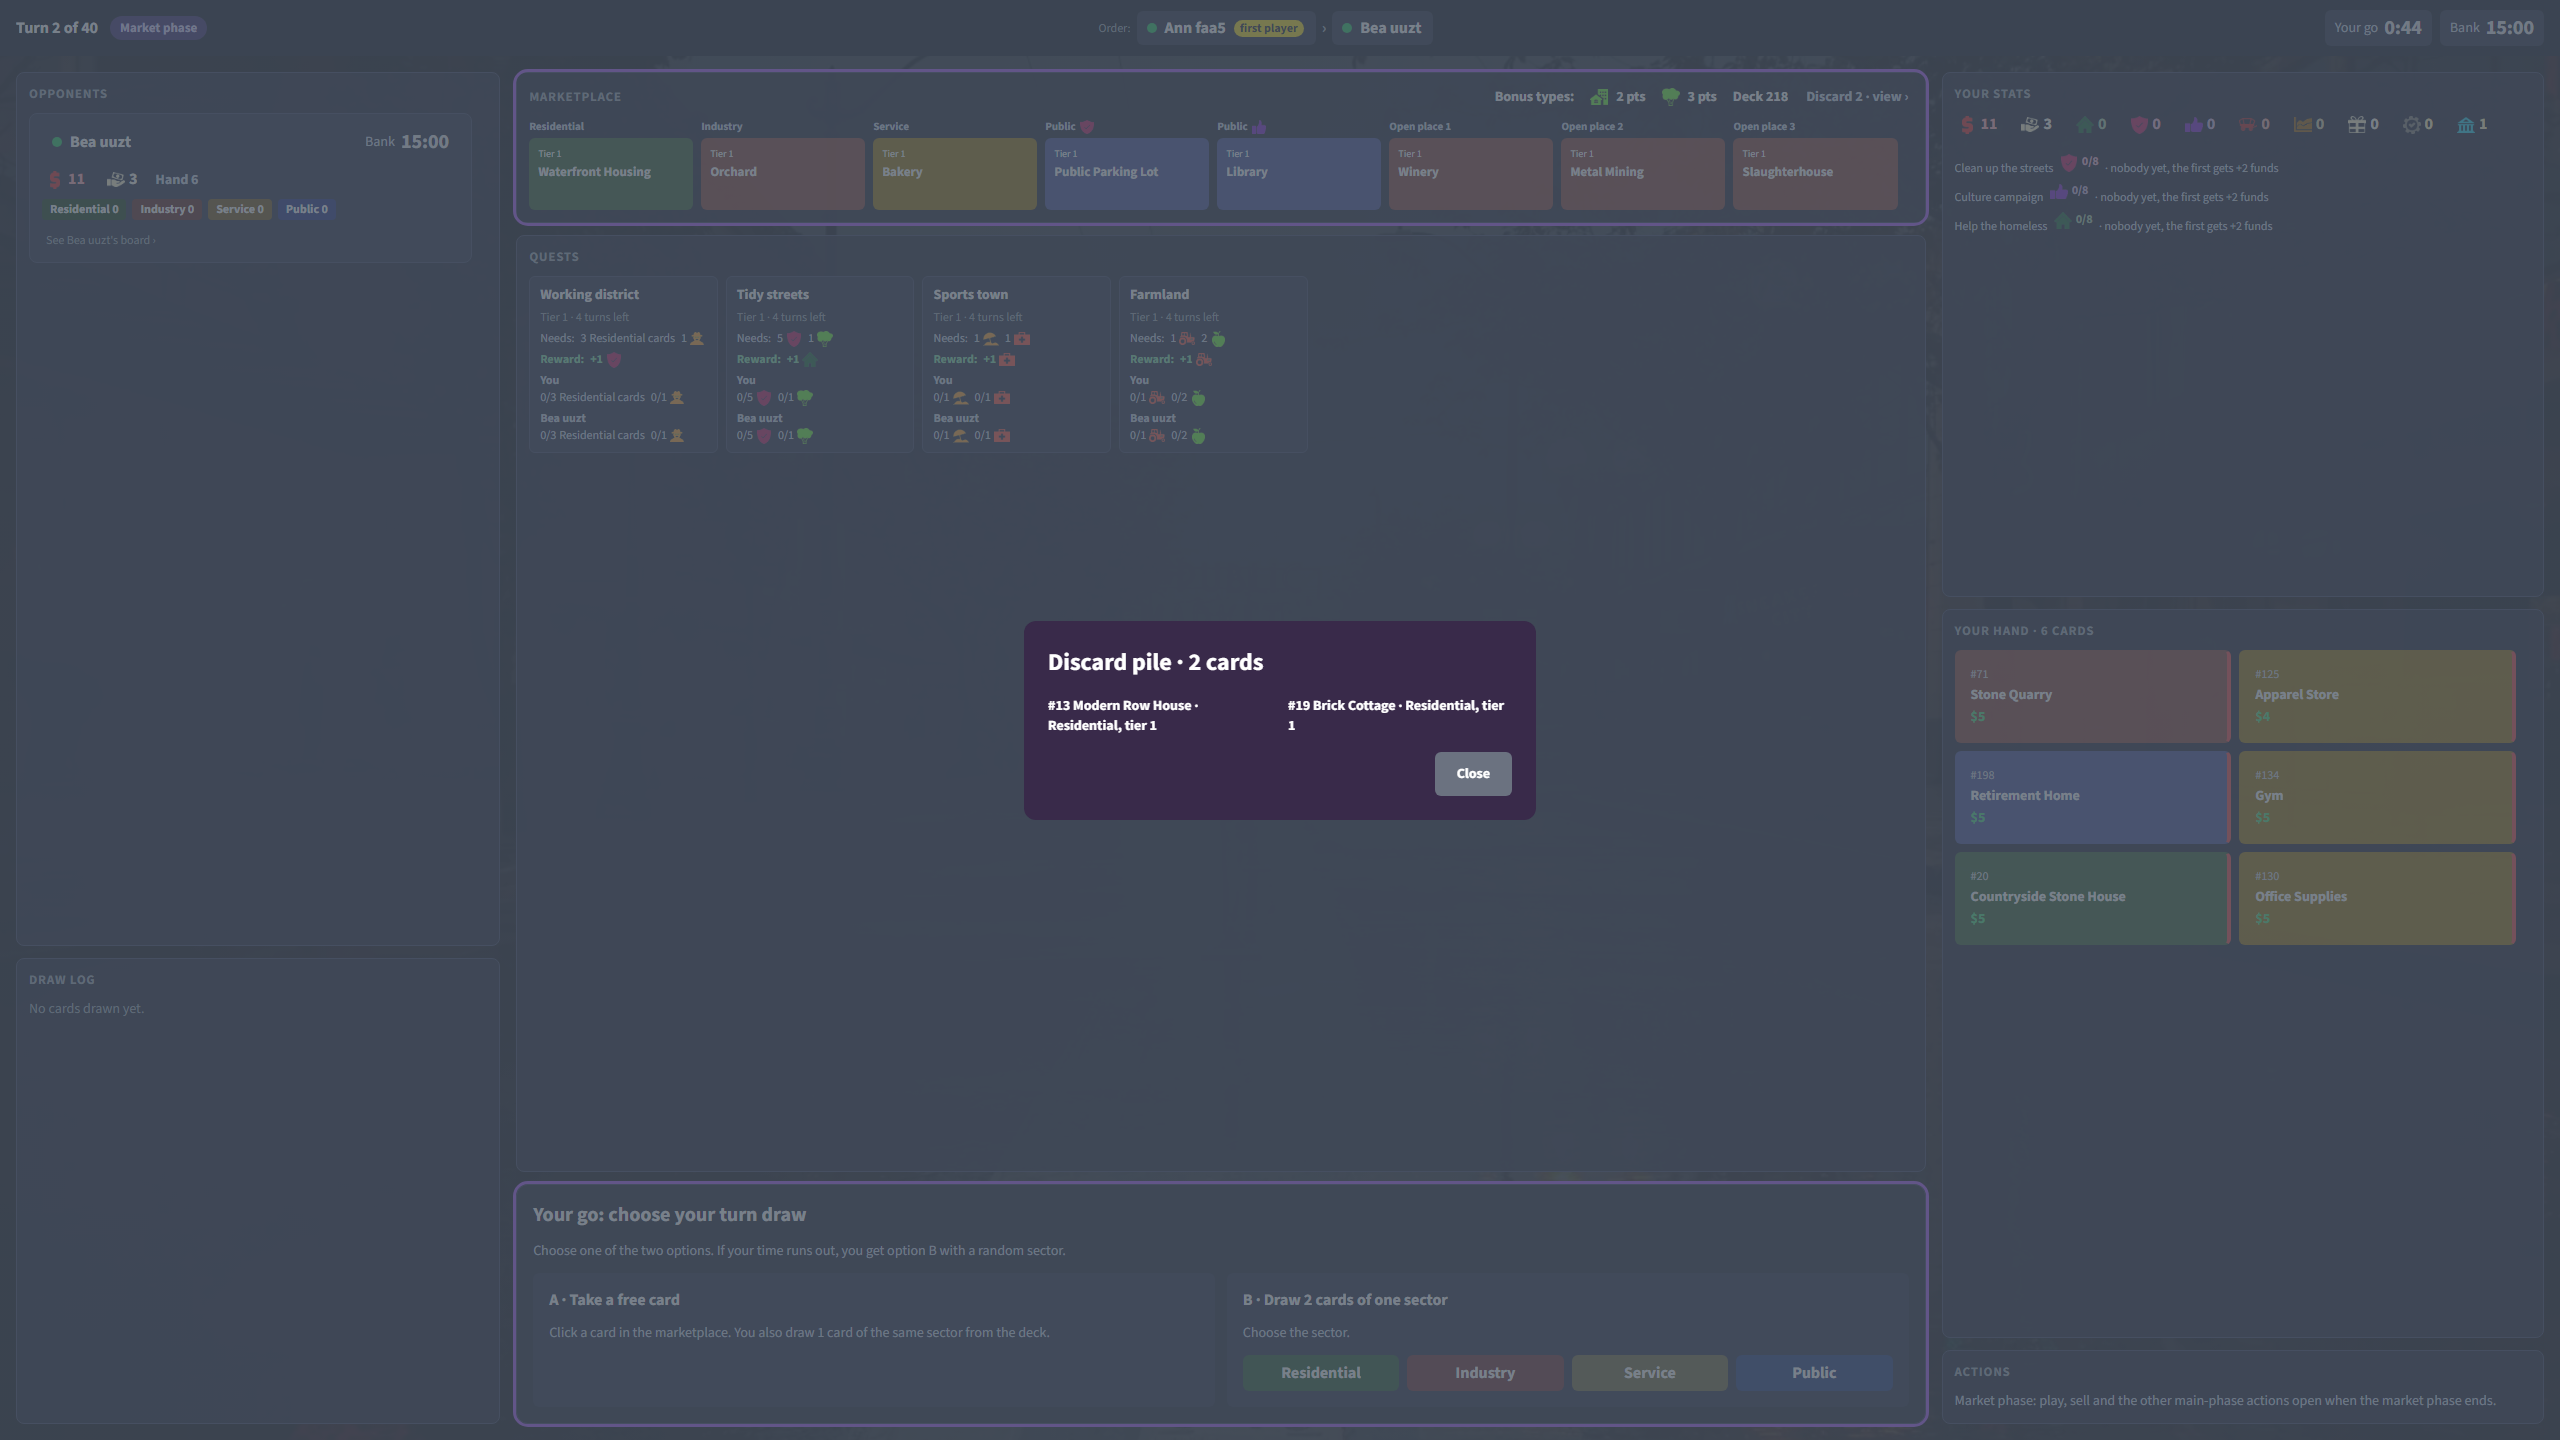 Turn 2 of 40 Market phase
Order: Ann faa5 first player › Bea uuzt
Your go 0:44 Bank 15:00
OPPONENTS
Bea uuzt Bank 15:00
11 3 Hand 6
Residential 0 Industry 0 Service 0 Public 0
See Bea uuzt's board ›
DRAW LOG
No cards drawn yet.
MARKETPLACE
Bonus types: 2 pts 3 pts Deck 218 Discard 2 · view ›
Residential Industry Service Public Public Open place 1 Open place 2 Open place 3
Tier 1 Tier 1 Tier 1 Tier 1 Tier 1 Tier 1 Tier 1 Tier 1
Waterfront Housing Orchard Bakery Public Parking Lot Library Winery Metal Mining Slaughterhouse
QUESTS
Working district
Tier 1 · 4 turns left
Needs: 3 Residential cards 1
Reward: +1
You
0/3 Residential cards 0/1
Bea uuzt
0/3 Residential cards 0/1
Tidy streets
Tier 1 · 4 turns left
Needs: 5 1
Reward: +1
You
0/5 0/1
Bea uuzt
0/5 0/1
Sports town
Tier 1 · 4 turns left
Needs: 1 1
Reward: +1
You
0/1 0/1
Bea uuzt
0/1 0/1
Farmland
Tier 1 · 4 turns left
Needs: 1 2
Reward: +1
You
0/1 0/2
Bea uuzt
0/1 0/2
Discard pile · 2 cards
#13 Modern Row House ·
Residential, tier 1
#19 Brick Cottage · Residential, tier
1
Close
Your go: choose your turn draw
Choose one of the two options. If your time runs out, you get option B with a random sector.
A · Take a free card
Click a card in the marketplace. You also draw 1 card of the same sector from the deck.
B · Draw 2 cards of one sector
Choose the sector.
Residential Industry Service Public
YOUR STATS
$ 11 3 0 0 0 0 0 0 0 1
Clean up the streets 0/8 · nobody yet, the first gets +2 funds
Culture campaign 0/8 · nobody yet, the first gets +2 funds
Help the homeless 0/8 · nobody yet, the first gets +2 funds
YOUR HAND · 6 CARDS
#71
Stone Quarry
$5
#125
Apparel Store
$4
#198
Retirement Home
$5
#134
Gym
$5
#20
Countryside Stone House
$5
#130
Office Supplies
$5
ACTIONS
Market phase: play, sell and the other main-phase actions open when the market phase ends.